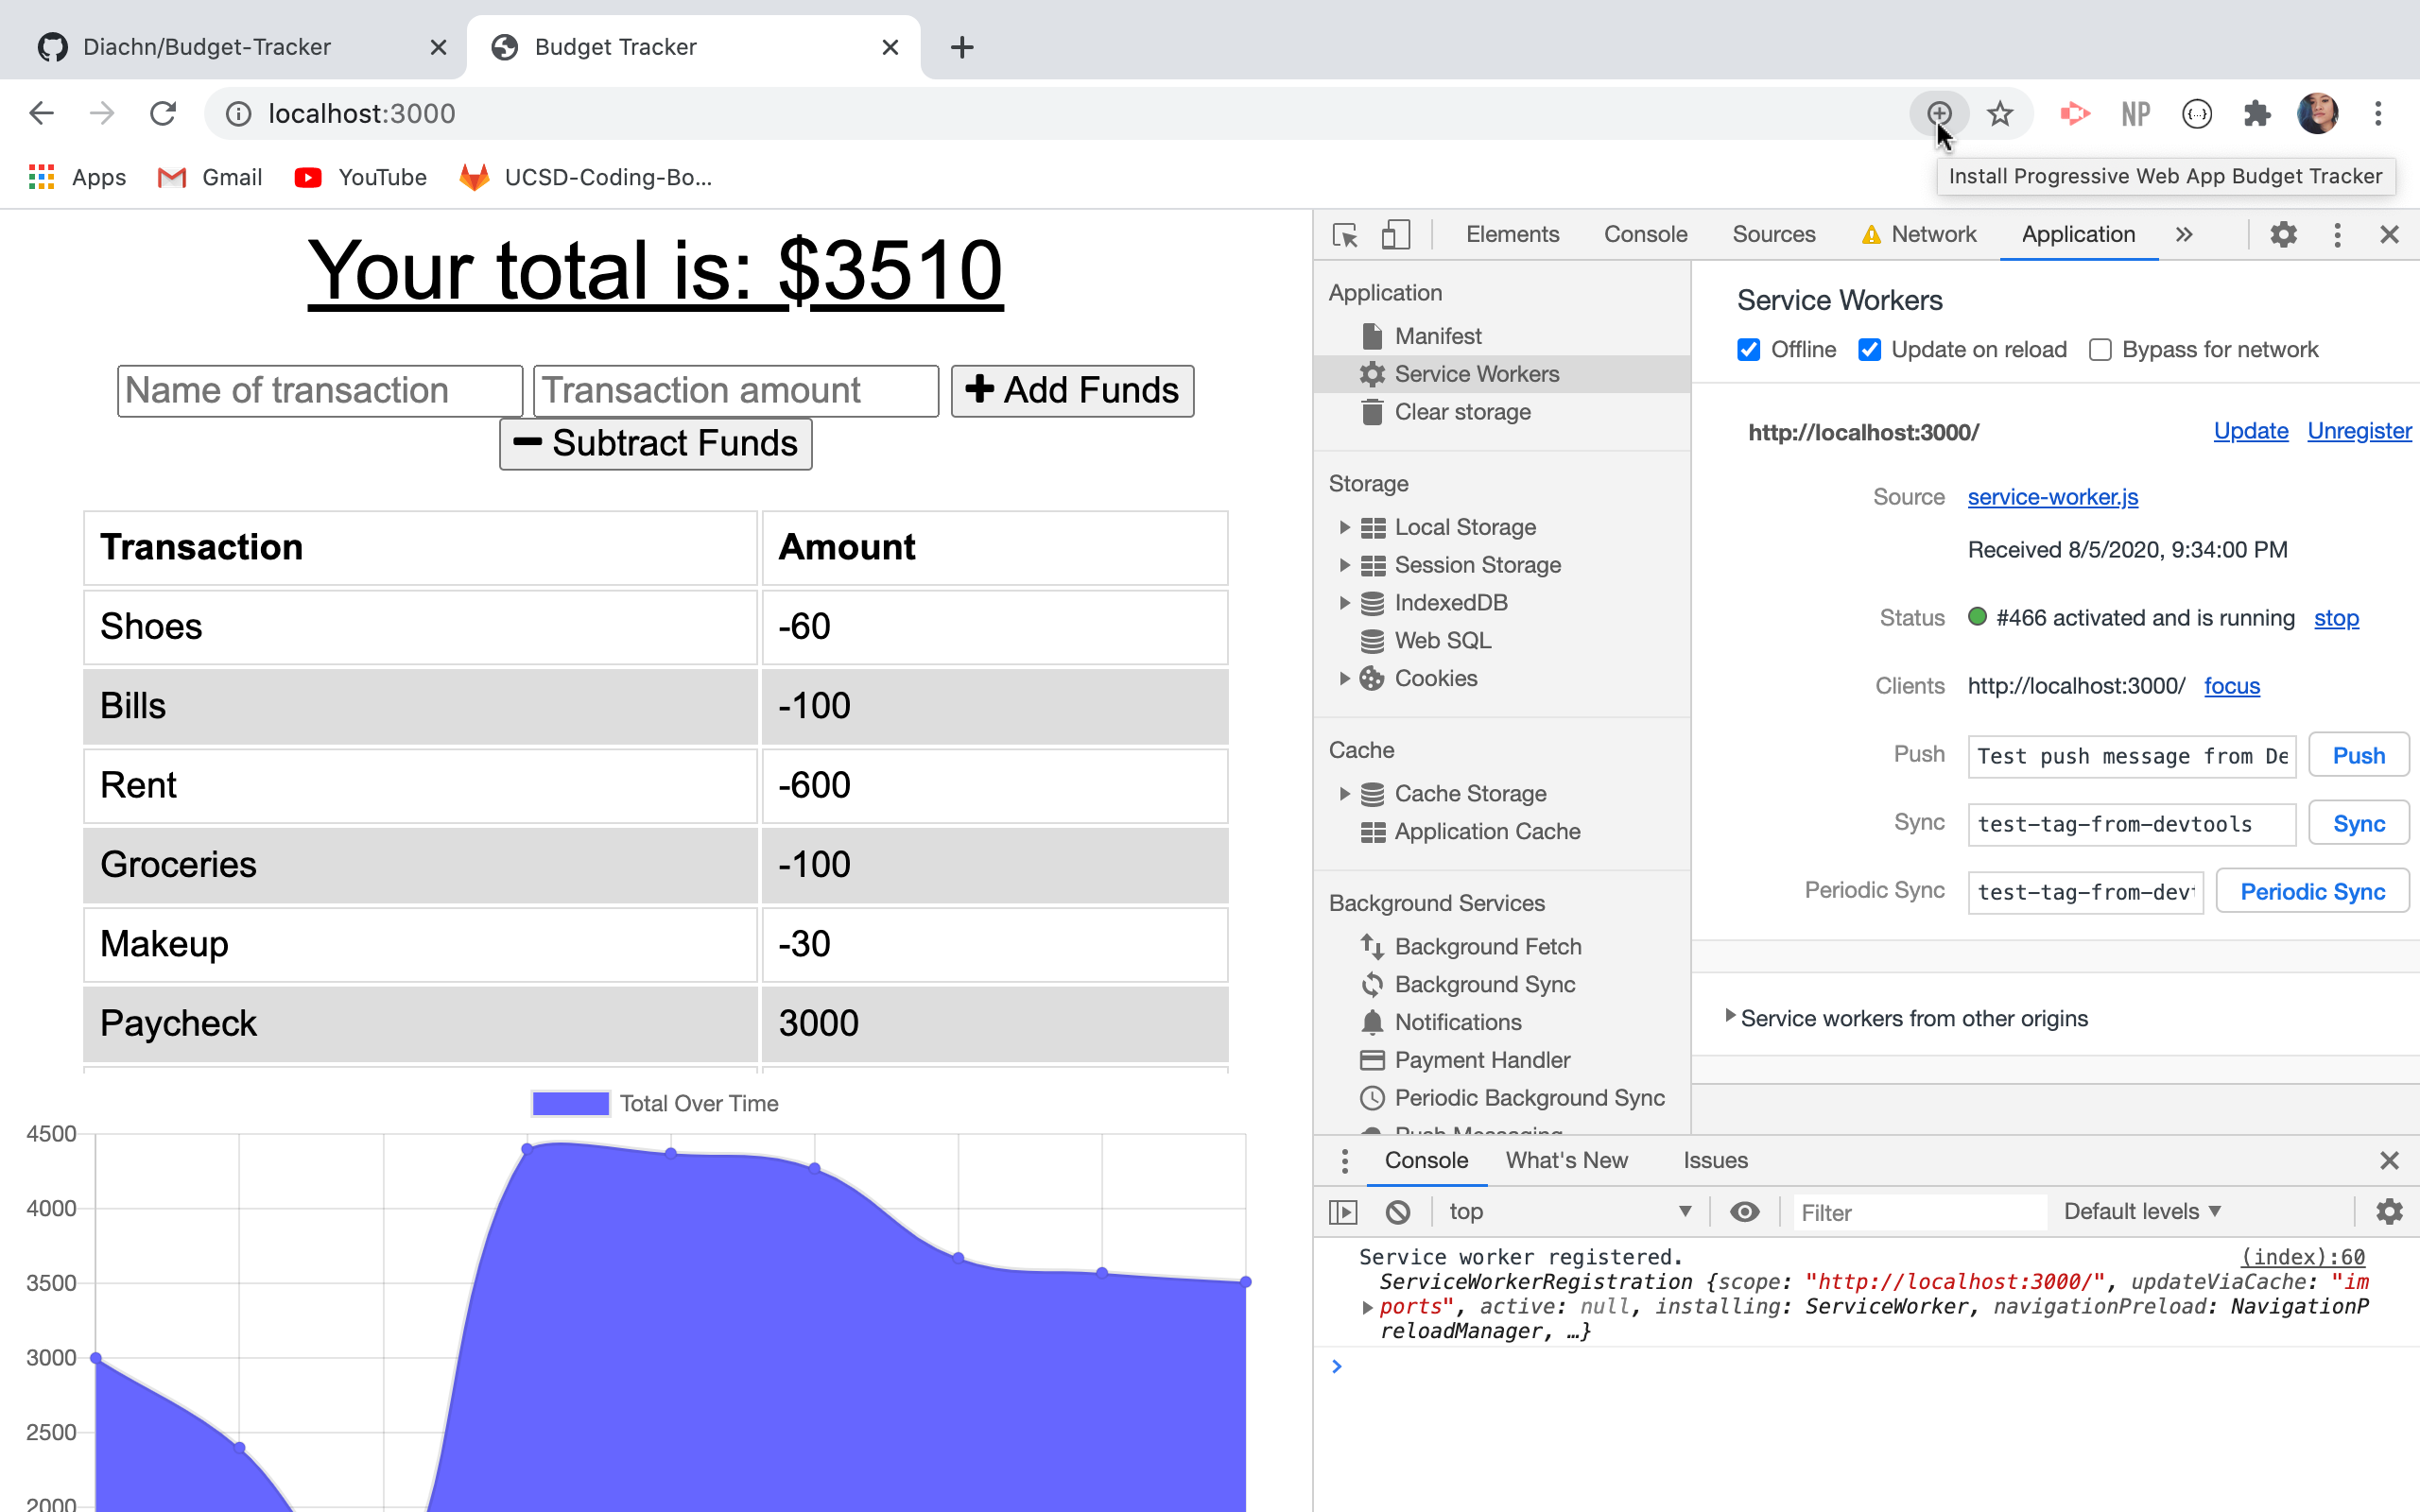 Diachn/Budget-Tracker
Budget Tracker
localhost:3000
NP
Install Progressive Web App Budget Tracker
Apps
Gmail
YouTube
UCSD-Coding-Bo...
Your total is: $3510
Name of transaction
Transaction amount
Add Funds
Subtract Funds
Transaction Amount
Shoes -60
Bills -100
Rent -600
Groceries -100
Makeup -30
Paycheck 3000
Total Over Time
4500
4000
3500
3000
2500
2000
Elements
Console
Sources
Network
Application
Application
Manifest
Service Workers
Clear storage
Storage
Local Storage
Session Storage
IndexedDB
Web SQL
Cookies
Cache
Cache Storage
Application Cache
Background Services
Background Fetch
Background Sync
Notifications
Payment Handler
Periodic Background Sync
Push Messaging
Service Workers
Offline
Update on reload
Bypass for network
http://localhost:3000/ Update Unregister
Source service-worker.js
Received 8/5/2020, 9:34:00 PM
Status #466 activated and is running stop
Clients http://localhost:3000/ focus
Push Test push message from De Push
Sync test-tag-from-devtools Sync
Periodic Sync test-tag-from-devt Periodic Sync
Service workers from other origins
Console
What's New
Issues
top
Filter
Default levels
Service worker registered. (index):60
ServiceWorkerRegistration {scope: "http://localhost:3000/", updateViaCache: "im
ports", active: null, installing: ServiceWorker, navigationPreload: NavigationP
reloadManager, …}